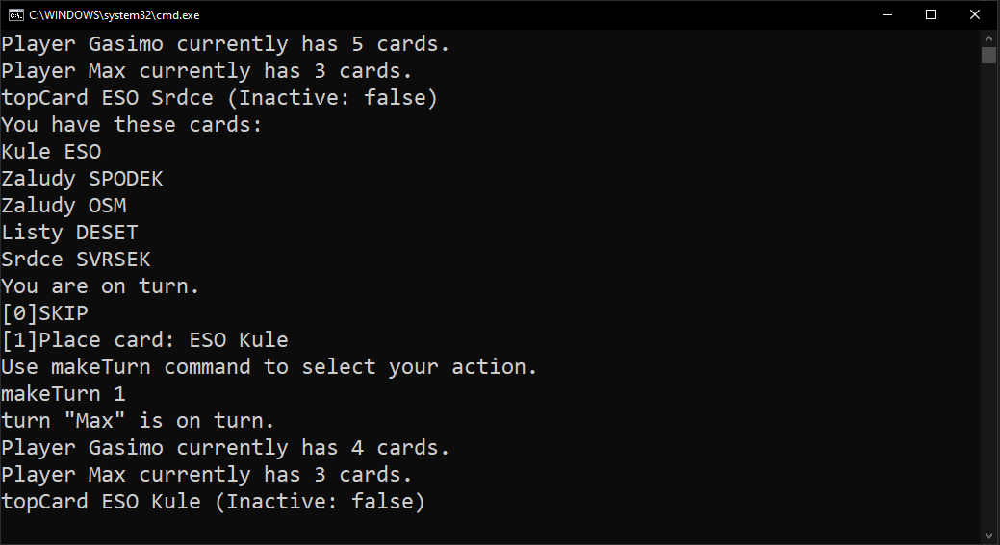 C:\WINDOWS\system32\cmd.exe
Player Gasimo currently has 5 cards.
Player Max currently has 3 cards.
topCard ESO Srdce (Inactive: false)
You have these cards:
Kule ESO
Zaludy SPODEK
Zaludy OSM
Listy DESET
Srdce SVRSEK
You are on turn.
[0]SKIP
[1]Place card: ESO Kule
Use makeTurn command to select your action.
makeTurn 1
turn "Max" is on turn.
Player Gasimo currently has 4 cards.
Player Max currently has 3 cards.
topCard ESO Kule (Inactive: false)